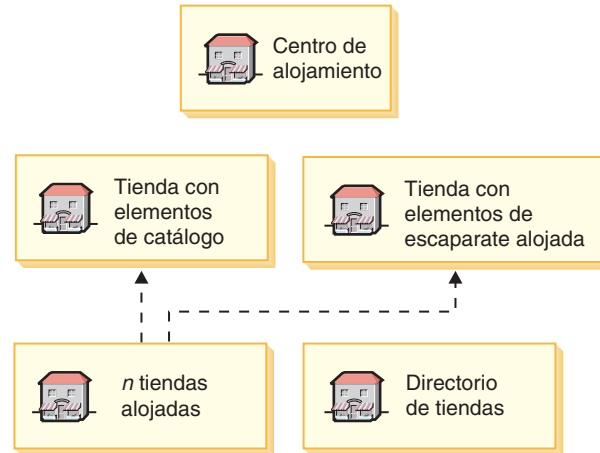 Centro de
alojamiento
Tienda con
elementos
de catálogo
Tienda con
elementos de
escaparate alojada
n tiendas
alojadas
Directorio
de tiendas